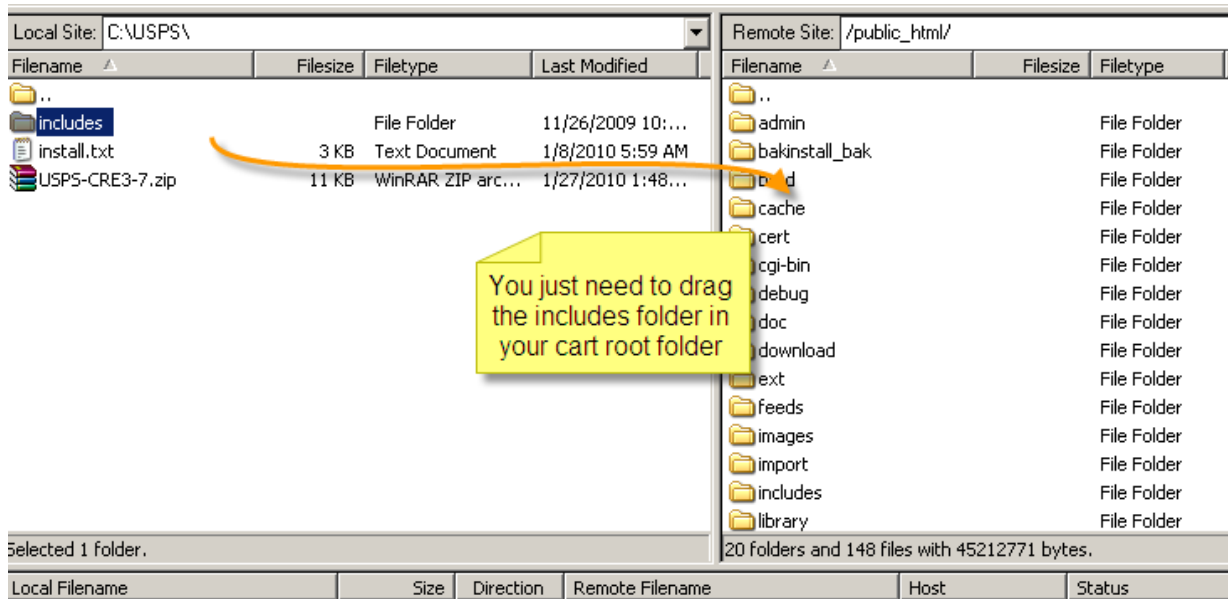 Local Site: C:\USPS\
Filename Filesize Filetype Last Modified
..
includes File Folder 11/26/2009 10:...
install.txt 3 KB Text Document 1/8/2010 5:59 AM
USPS-CRE3-7.zip 11 KB WinRAR ZIP arc... 1/27/2010 1:48...
Selected 1 folder.
Remote Site: /public_html/
Filename Filesize Filetype
..
admin File Folder
bakinstall_bak File Folder
File Folder
cache File Folder
cert File Folder
cgi-bin File Folder
debug File Folder
doc File Folder
download File Folder
ext File Folder
feeds File Folder
images File Folder
import File Folder
includes File Folder
library File Folder
20 folders and 148 files with 45212771 bytes.
You just need to drag
the includes folder in
your cart root folder
Local Filename Size Direction Remote Filename Host Status